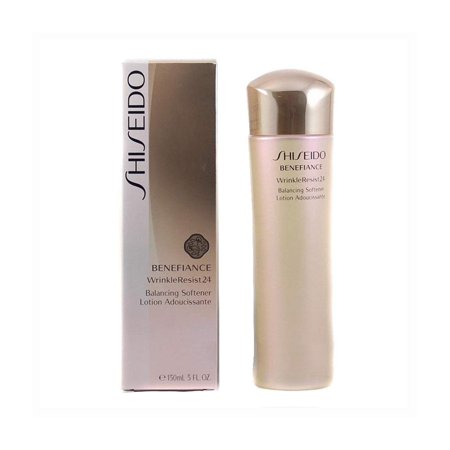 SHISEIDO
BENEFIANCE
WrinkleResist24
Balancing Softener
Lotion Adoucissante
150mL 5 FL.OZ.
SHISEIDO
BENEFIANCE
WrinkleResist24
Balancing Softener
Lotion Adoucissante